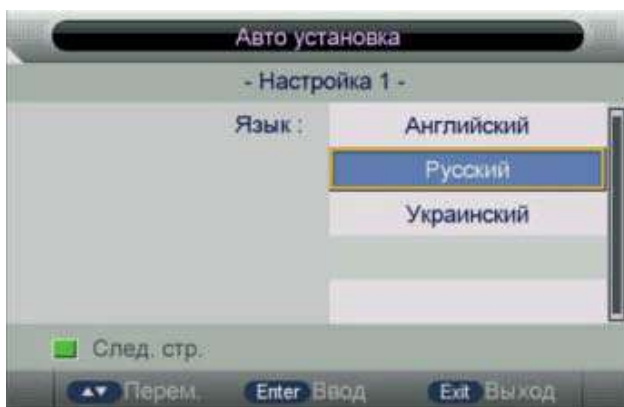 Авто установка
- Настройка 1 -
Язык : Английский
Русский
Украинский
След. стр.
▲▼ Перем. Enter Ввод Exit Выход